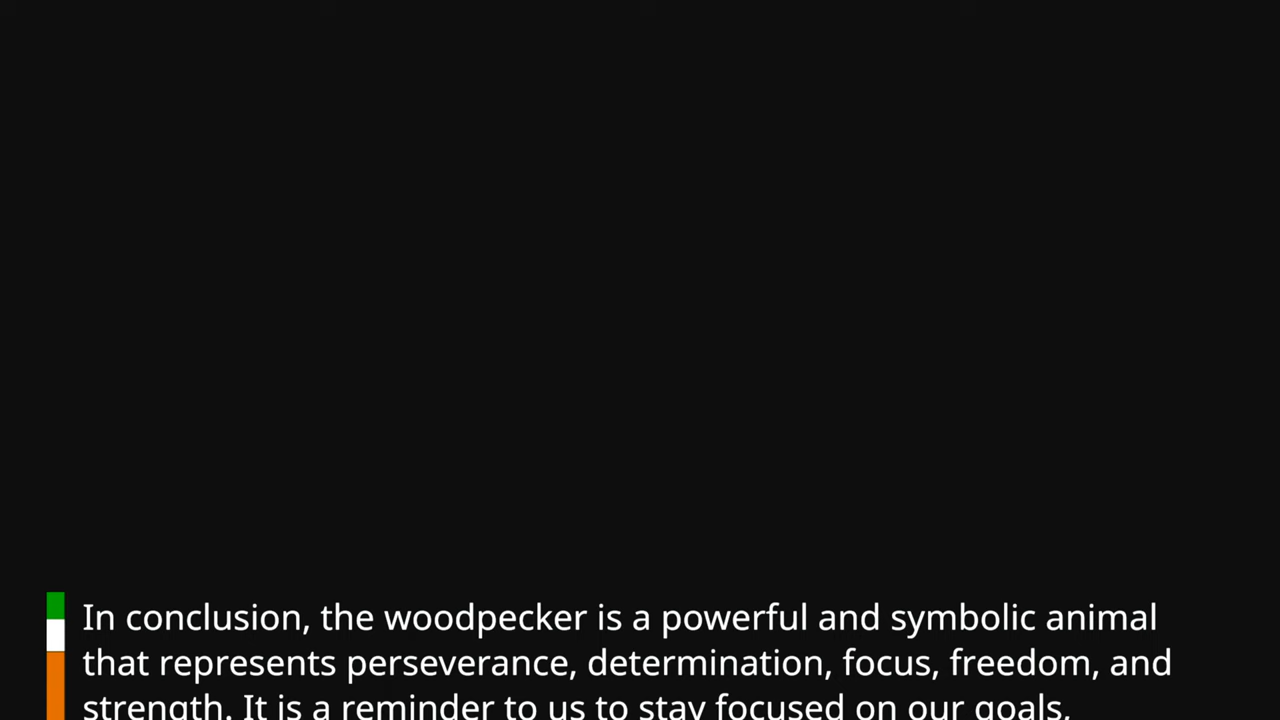 In conclusion, the woodpecker is a powerful and symbolic animal
that represents perseverance, determination, focus, freedom, and
strength. It is a reminder to us to stay focused on our goals,